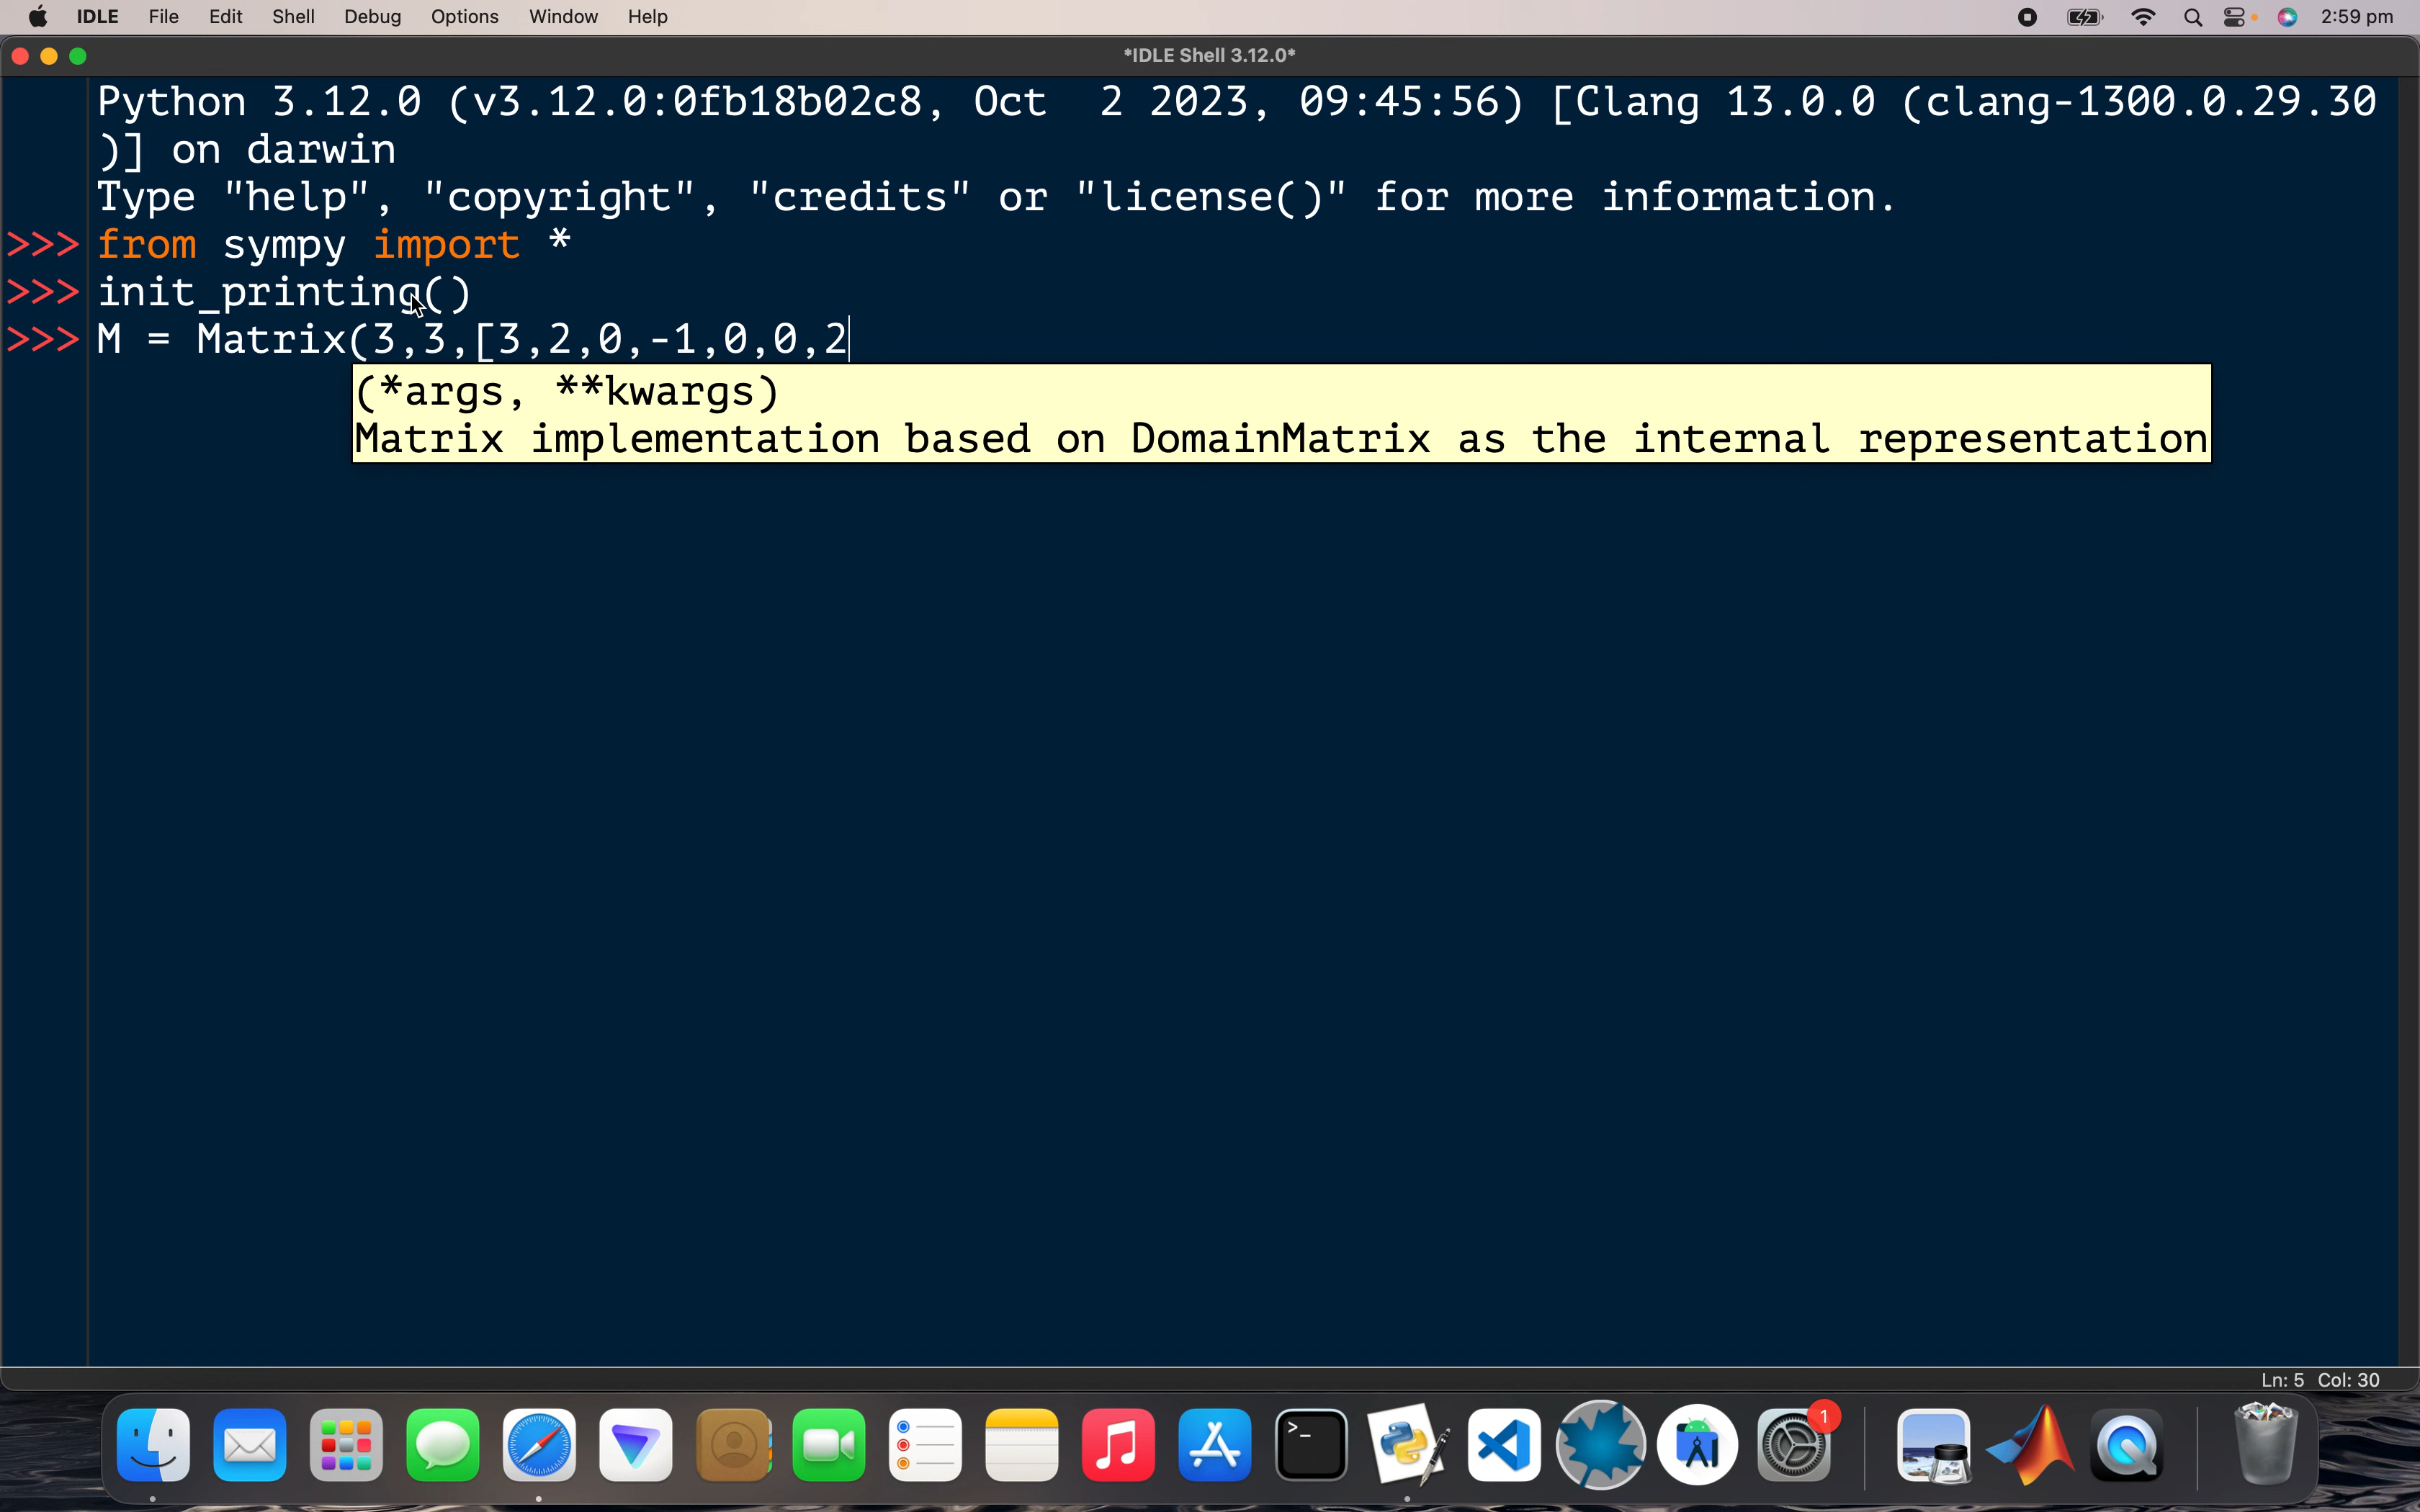 IDLE File Edit Shell Debug Options Window Help 2:59 pm
*IDLE Shell 3.12.0*
Python 3.12.0 (v3.12.0:0fb18b02c8, Oct  2 2023, 09:45:56) [Clang 13.0.0 (clang-1300.0.29.30
)] on darwin
Type "help", "copyright", "credits" or "license()" for more information.
>>> from sympy import *
>>> init_printing()
>>> M = Matrix(3,3,[3,2,0,-1,0,0,2
(*args, **kwargs)
Matrix implementation based on DomainMatrix as the internal representation
Ln: 5 Col: 30
>_
1